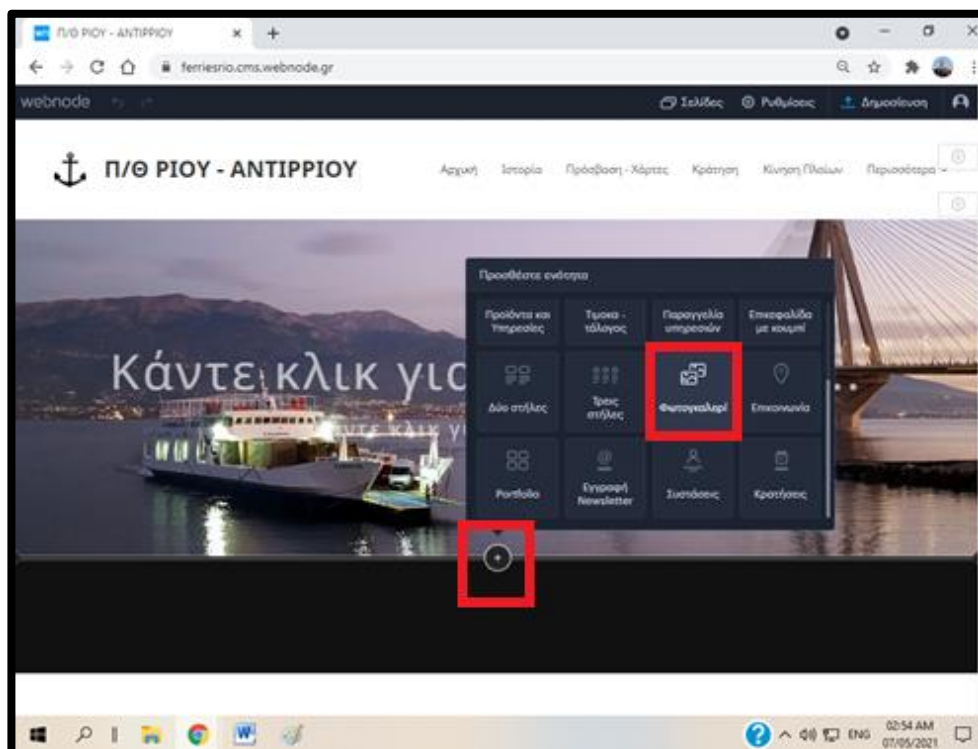 Π/Θ ΡΙΟΥ - ΑΝΤΙΡΡΙΟΥ
ferriesrio.cms.webnode.gr
webnode
Σελίδες
Ρυθμίσεις
Δημοσίευση
Π/Θ ΡΙΟΥ - ΑΝΤΙΡΡΙΟΥ
Αρχική
Ιστορία
Πρόσβαση - Χάρτες
Κράτηση
Κίνηση Πλοίων
Περισσότερα
Προσθέστε ενότητα
Προϊόντα και
Υπηρεσίες
Τιμοκα -
τάλογος
Παραγγελία
υπηρεσιών
Επικεφαλίδα
με κουμπί
Κάντε κλικ για
Δύο στήλες
Τρεις
στήλες
Φωτογκαλερί
Επικοινωνία
Portfolio
Εγγραφή
Newsletter
Συστάσεις
Κρατήσεις
ENG
02:54 AM
07/05/2021